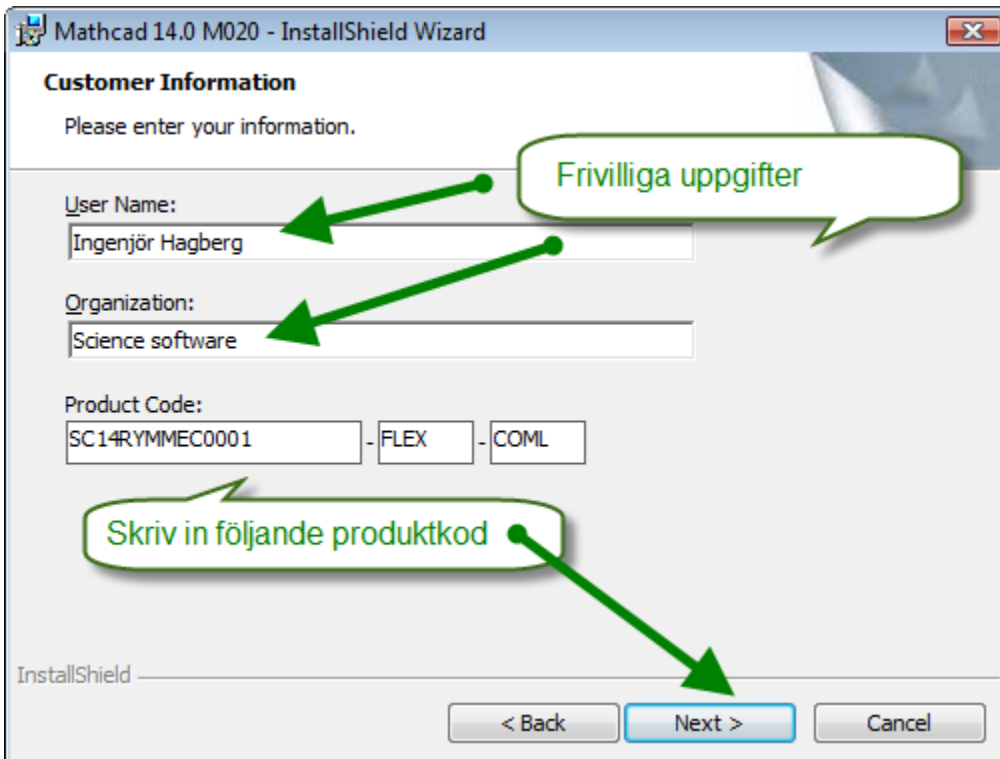 Mathcad 14.0 M020 - InstallShield Wizard
Customer Information
Please enter your information.
Frivilliga uppgifter
User Name:
Ingenjör Hagberg
Organization:
Science software
Product Code:
SC14RYMMEC0001 - FLEX - COML
Skriv in följande produktkod
InstallShield
< Back Next > Cancel